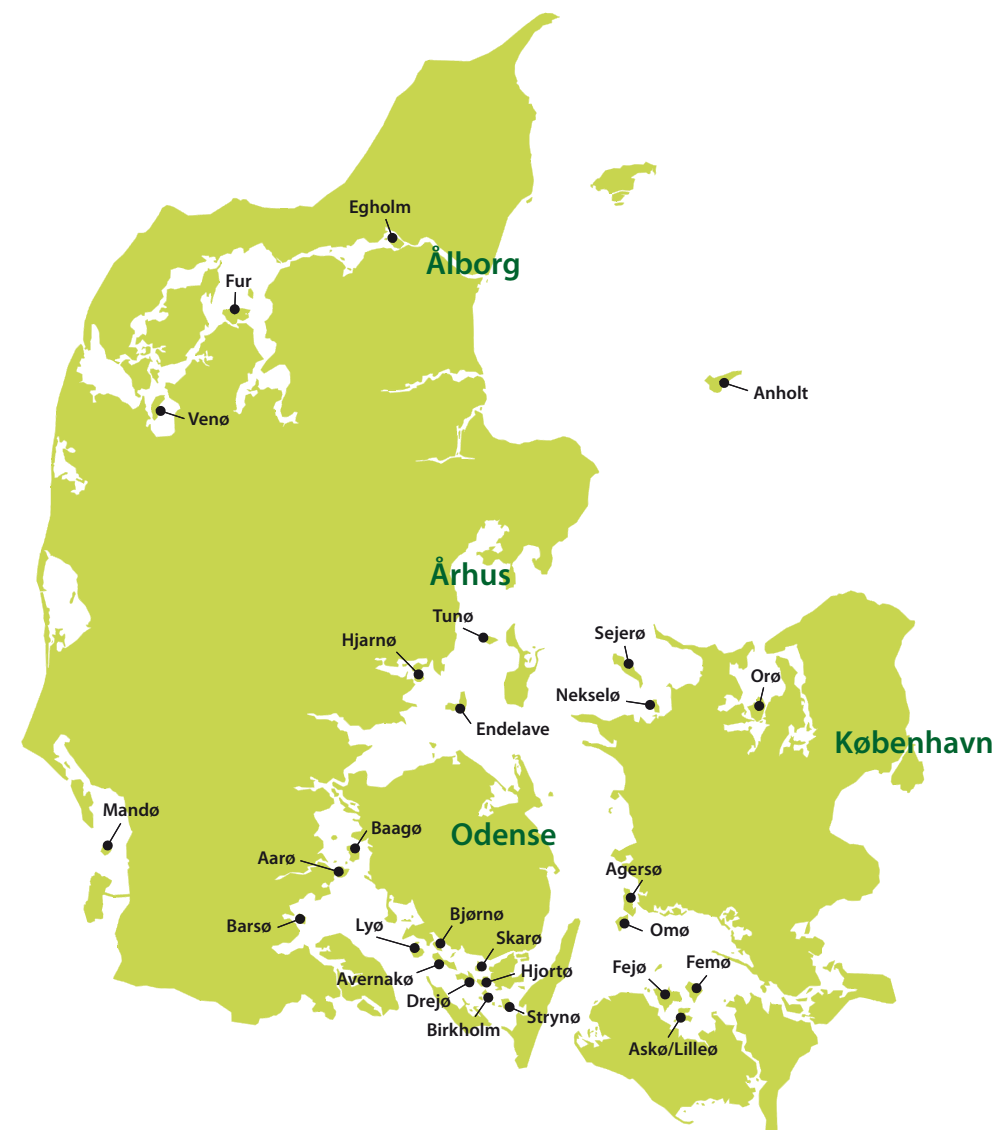 Egholm
Ålborg
Fur
Anholt
Venø
Århus
Tunø
Hjarnø
Sejerø
Orø
Nekselø
Endelave
København
Mandø
Baagø
Odense
Aarø
Agersø
Bjørnø
Lyø
Barsø
Skarø
Omø
Femø
Fejø
Hjortø
Avernakø
Drejø
Strynø
Birkholm
Askø/Lilleø